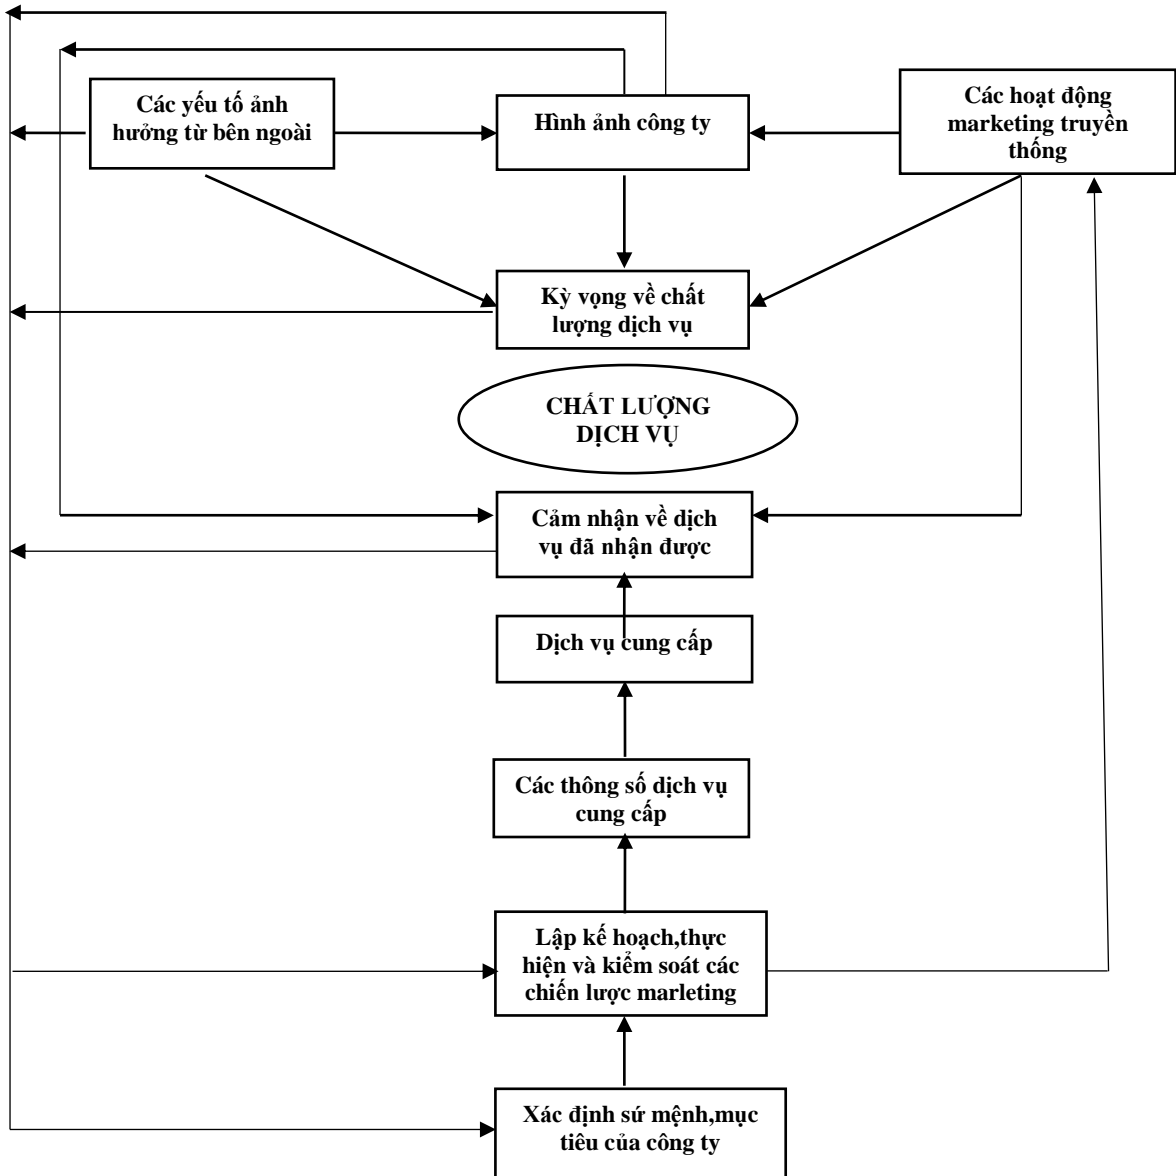 Các yếu tố ảnh
hưởng từ bên ngoài
Hình ảnh công ty
Các hoạt động
marketing truyền
thống
Kỳ vọng về chất
lượng dịch vụ
CHẤT LƯỢNG
DỊCH VỤ
Cảm nhận về dịch
vụ đã nhận được
Dịch vụ cung cấp
Các thông số dịch vụ
cung cấp
Lập kế hoạch,thực
hiện và kiểm soát các
chiến lược marleting
Xác định sứ mệnh,mục
tiêu của công ty